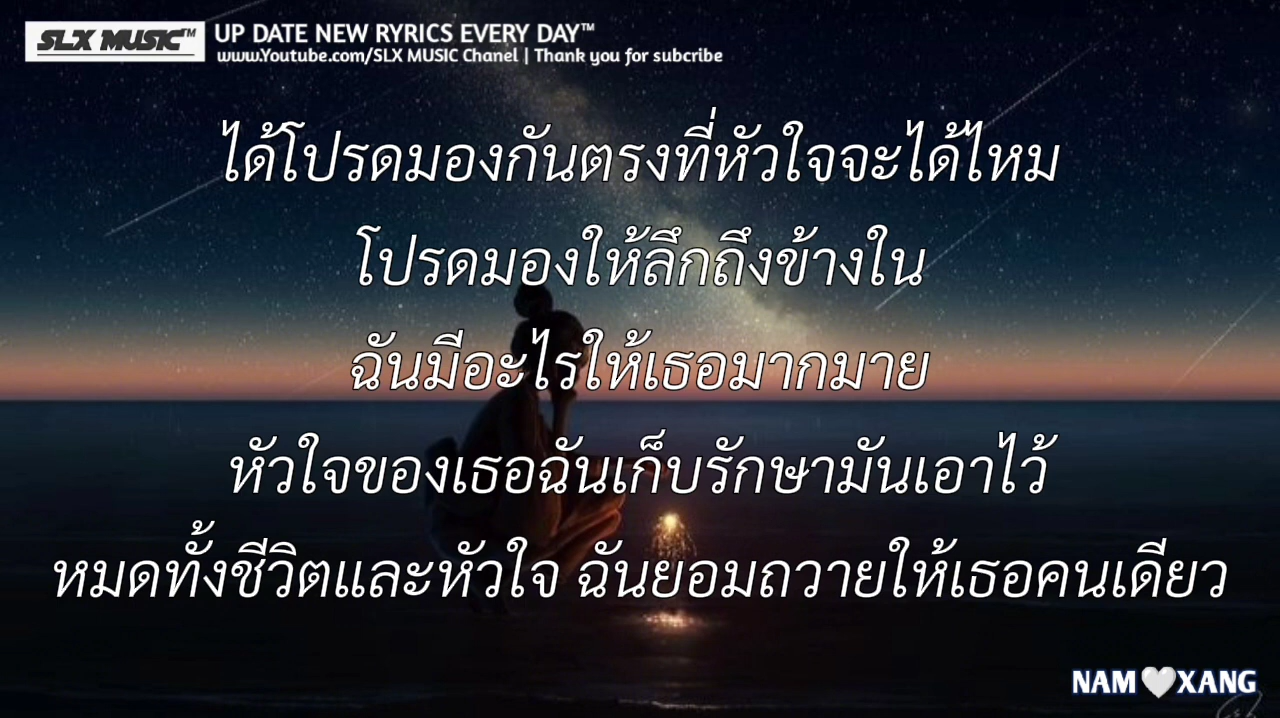 SLX MUSIC™
UP DATE NEW RYRICS EVERY DAY™
www.Youtube.com/SLX MUSIC Chanel | Thank you for subcribe
ได้โปรดมองกันตรงที่หัวใจจะได้ไหม
โปรดมองให้ลึกถึงข้างใน
ฉันมีอะไรให้เธอมากมาย
หัวใจของเธอฉันเก็บรักษามันเอาไว้
หมดทั้งชีวิตและหัวใจ ฉันยอมถวายให้เธอคนเดียว
NAM🤍XANG